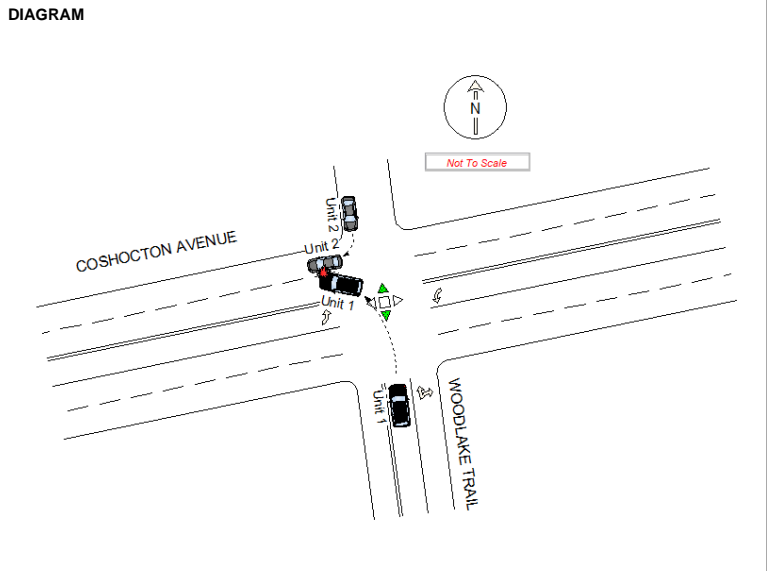 DIAGRAM
N
Not To Scale
Unit 2
COSHOCTON AVENUE
Unit 2
Unit 1
Unit 1
WOODLAKE TRAIL